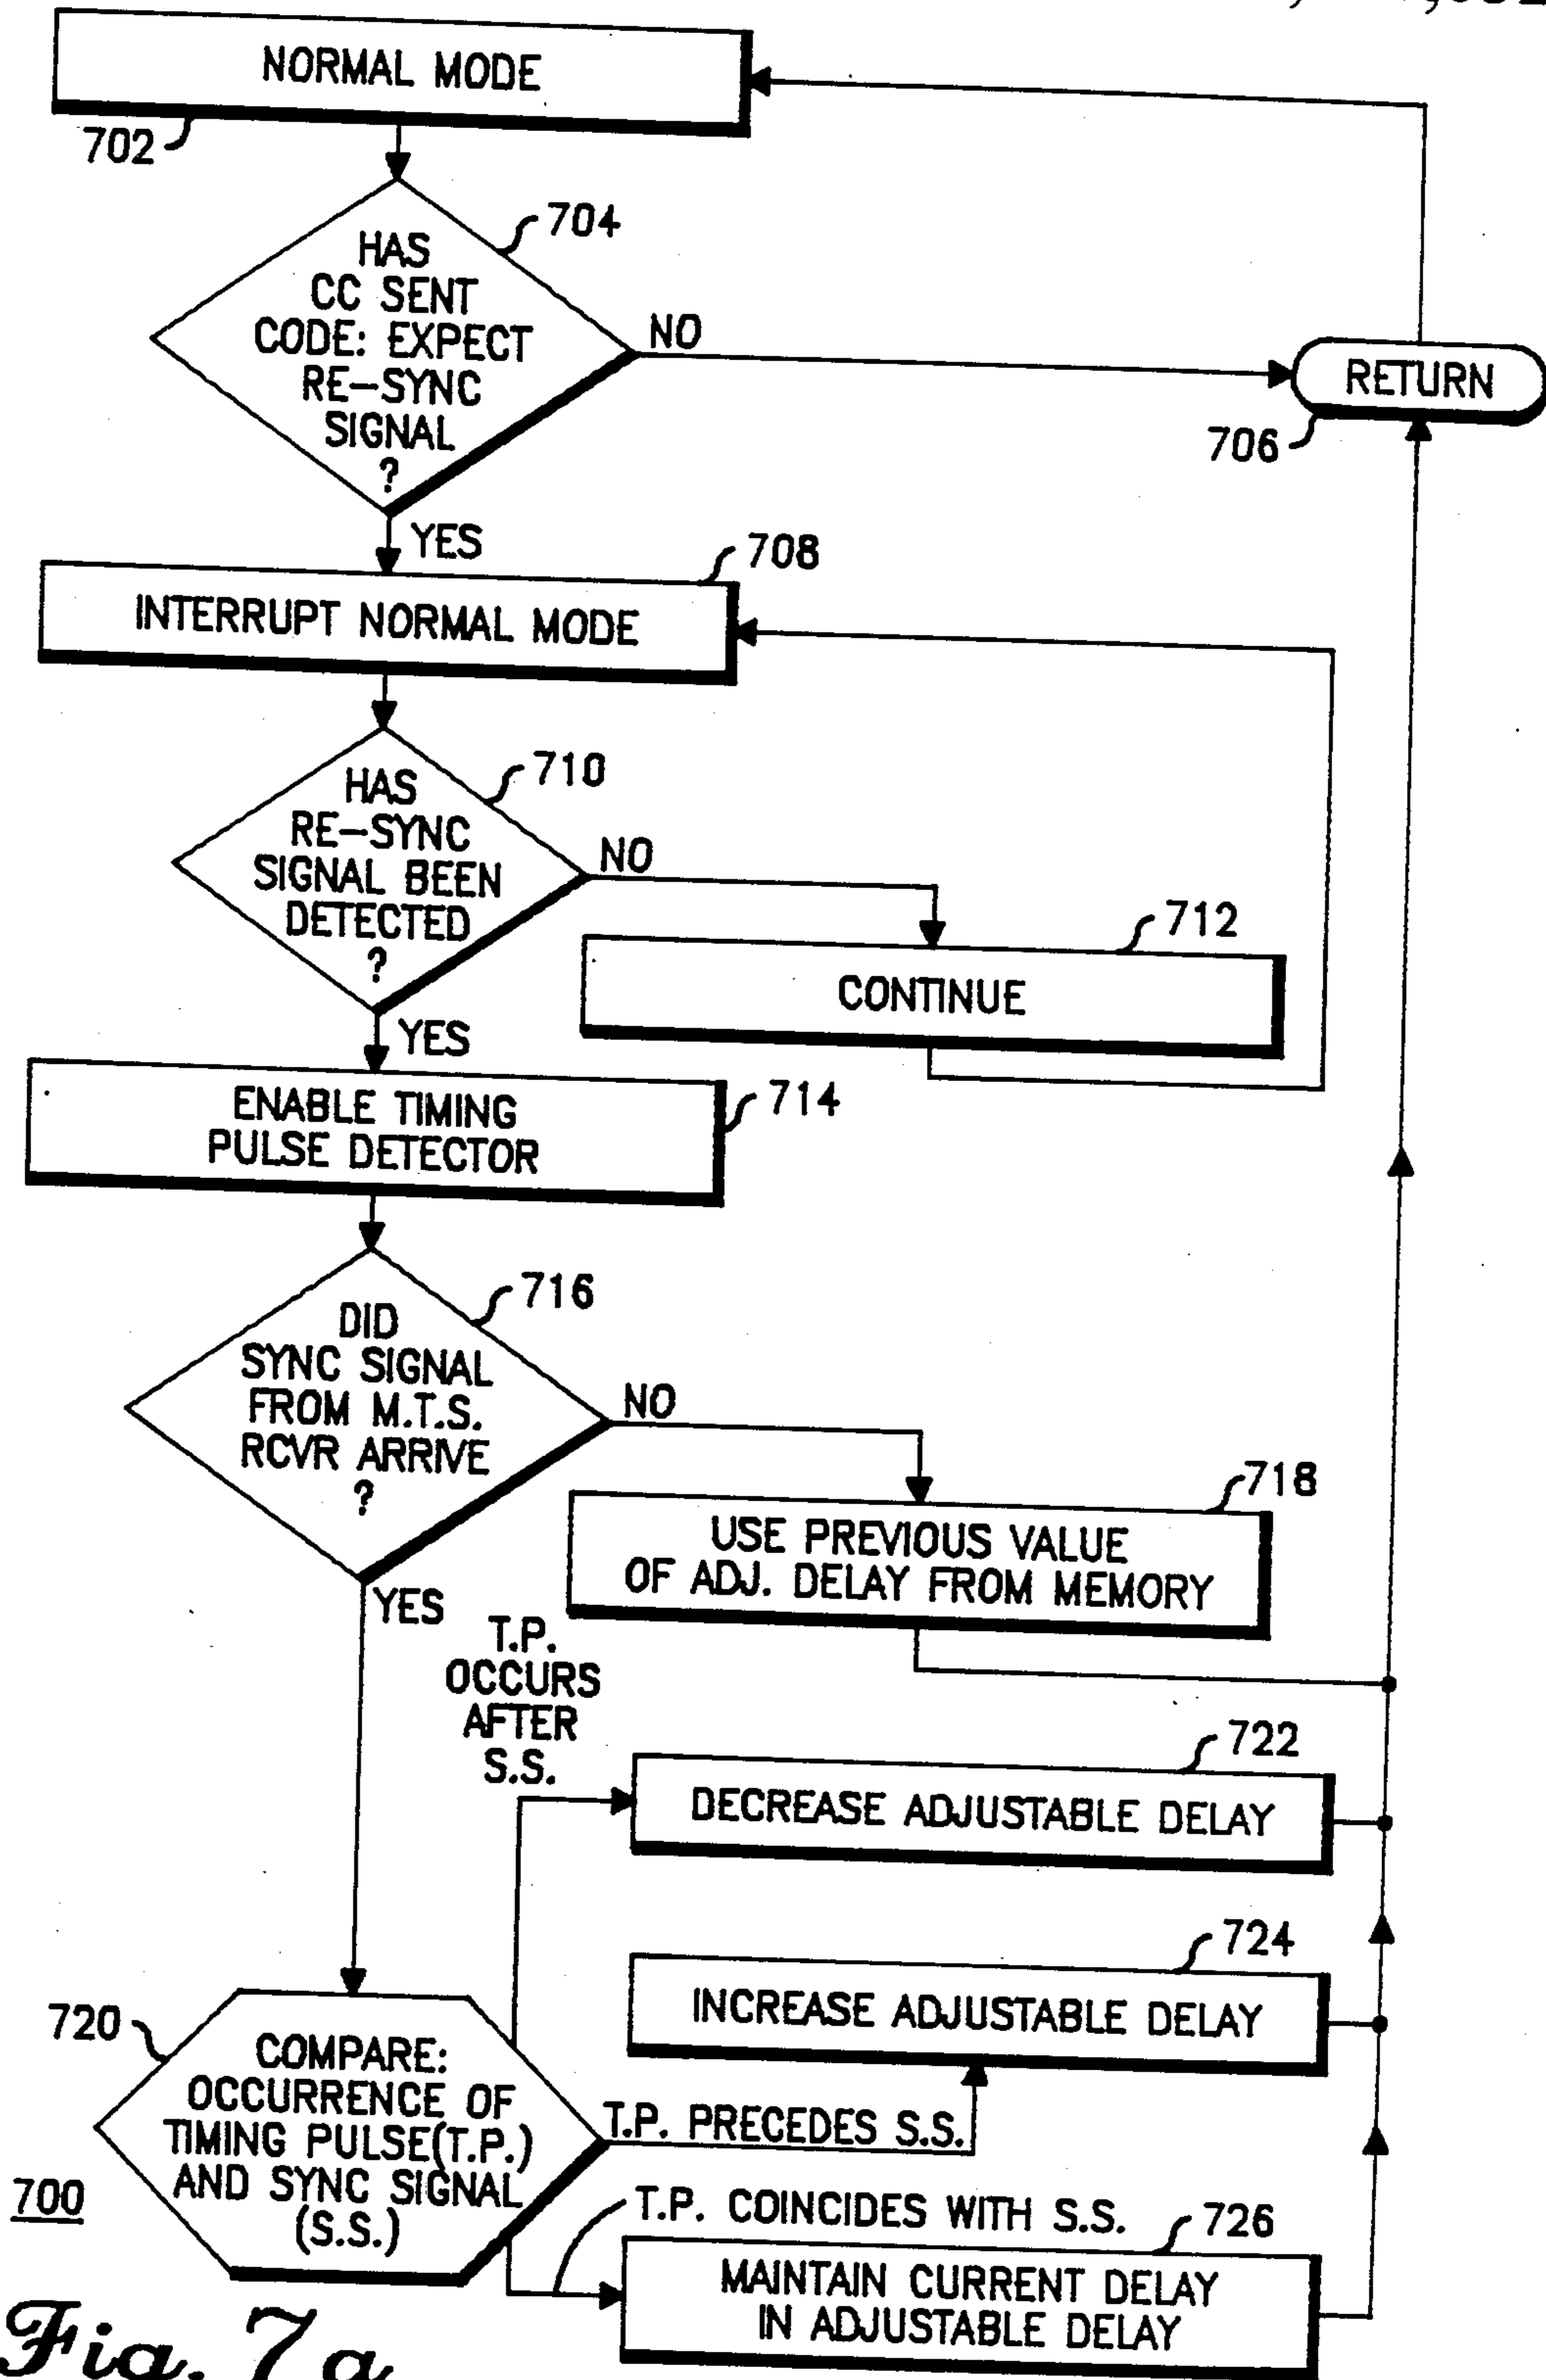 NORMAL MODE
702
704
HAS
CC SENT
CODE: EXPECT
RE-SYNC
SIGNAL
?
NO
RETURN
706
YES
708
INTERRUPT NORMAL MODE
710
HAS
RE-SYNC
SIGNAL BEEN
DETECTED
?
NO
712
CONTINUE
YES
714
ENABLE TIMING
PULSE DETECTOR
716
DID
SYNC SIGNAL
FROM M.T.S.
RCVR ARRIVE
?
NO
718
USE PREVIOUS VALUE
OF ADJ. DELAY FROM MEMORY
YES
T.P.
OCCURS
AFTER
S.S.
722
DECREASE ADJUSTABLE DELAY
724
INCREASE ADJUSTABLE DELAY
720
COMPARE:
OCCURRENCE OF
TIMING PULSE(T.P.)
AND SYNC SIGNAL
(S.S.)
T.P. PRECEDES S.S.
T.P. COINCIDES WITH S.S.
726
MAINTAIN CURRENT DELAY
IN ADJUSTABLE DELAY
700
Fig. 7a